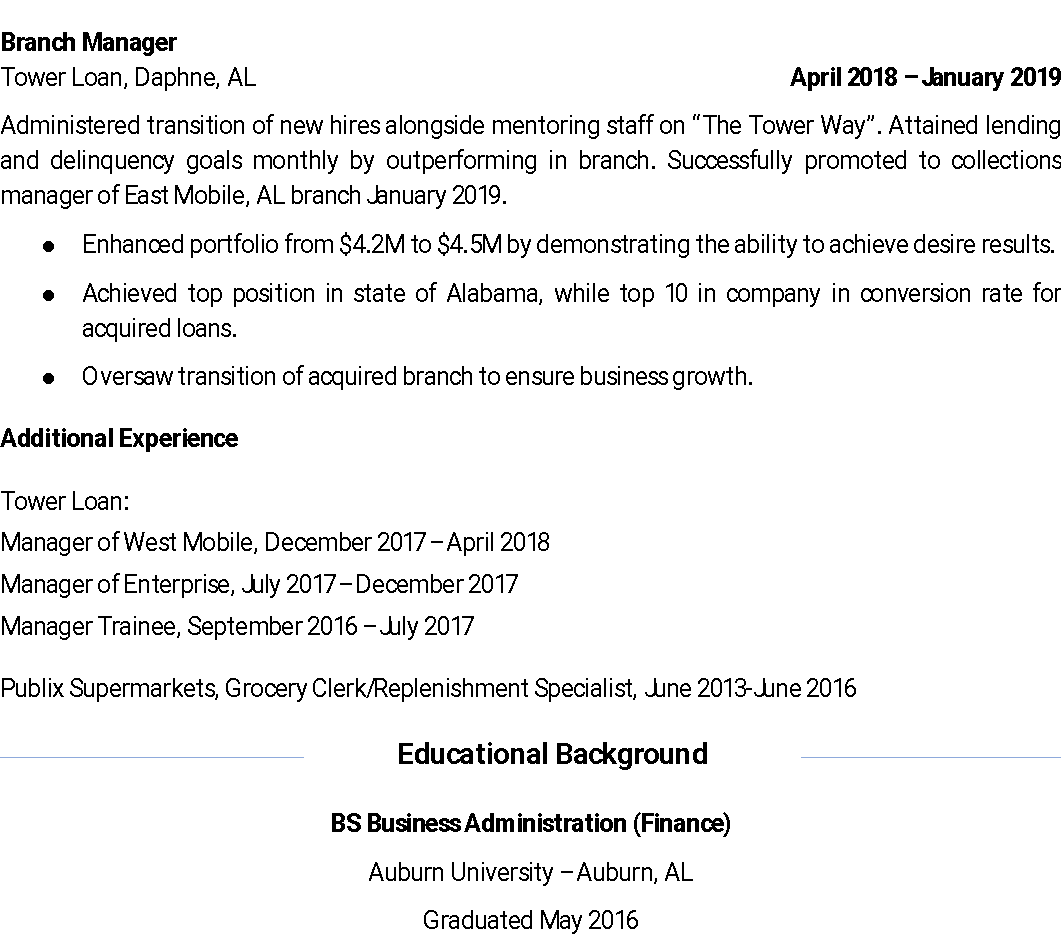 Branch Manager
Tower Loan, Daphne, AL April 2018 – January 2019
Administered transition of new hires alongside mentoring staff on “The Tower Way”. Attained lending
and delinquency goals monthly by outperforming in branch. Successfully promoted to collections
manager of East Mobile, AL branch January 2019.
● Enhanced portfolio from $4.2M to $4.5M by demonstrating the ability to achieve desire results.
● Achieved top position in state of Alabama, while top 10 in company in conversion rate for
acquired loans.
● Oversaw transition of acquired branch to ensure business growth.
Additional Experience
Tower Loan:
Manager of West Mobile, December 2017 – April 2018
Manager of Enterprise, July 2017 – December 2017
Manager Trainee, September 2016 – July 2017
Publix Supermarkets, Grocery Clerk/Replenishment Specialist, June 2013-June 2016
Educational Background
BS Business Administration (Finance)
Auburn University – Auburn, AL
Graduated May 2016